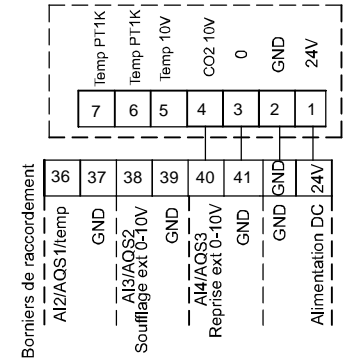 Temp PT1K
Temp PT1K
Temp 10V
CO2 10V
0
GND
24V
7 6 5 4 3 2 1
36 37 38 39 40 41 GND 24V
Borniers de raccordement
AI2/AQS1/temp
GND
AI3/AQS2
Soufflage ext 0-10V
GND
AI4/AQS3
Reprise ext 0-10V
GND
GND
Alimentation DC